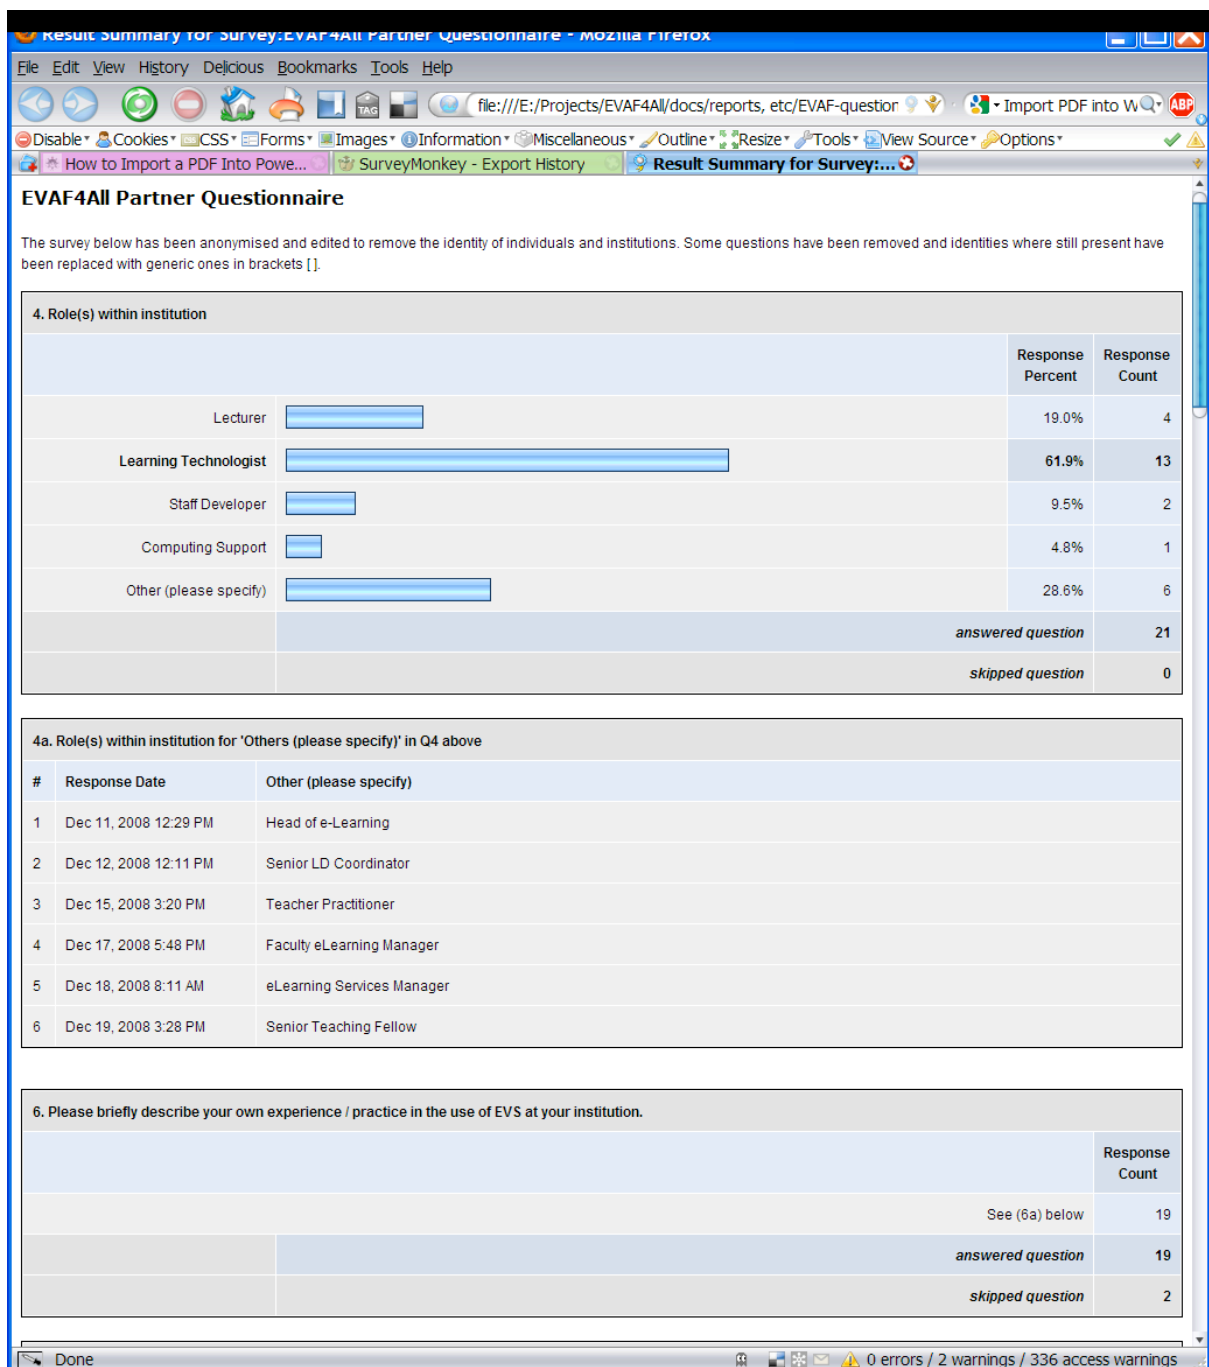 Result Summary for Survey:EVAF4All Partner Questionnaire - Mozilla Firefox
File Edit View History Delicious Bookmarks Tools Help
TAG
file:///E:/Projects/EVAF4All/docs/reports, etc/EVAF-question
Import PDF into W
ABP
Disable Cookies CSS Forms Images Information Miscellaneous Outline Resize Tools View Source Options
How to Import a PDF Into Powe... SurveyMonkey - Export History Result Summary for Survey:...
EVAF4All Partner Questionnaire
The survey below has been anonymised and edited to remove the identity of individuals and institutions. Some questions have been removed and identities where still present have
been replaced with generic ones in brackets [ ].
4. Role(s) within institution
Response Percent Response Count
Lecturer 19.0% 4
Learning Technologist 61.9% 13
Staff Developer 9.5% 2
Computing Support 4.8% 1
Other (please specify) 28.6% 6
answered question 21
skipped question 0
4a. Role(s) within institution for 'Others (please specify)' in Q4 above
# Response Date Other (please specify)
1 Dec 11, 2008 12:29 PM Head of e-Learning
2 Dec 12, 2008 12:11 PM Senior LD Coordinator
3 Dec 15, 2008 3:20 PM Teacher Practitioner
4 Dec 17, 2008 5:48 PM Faculty eLearning Manager
5 Dec 18, 2008 8:11 AM eLearning Services Manager
6 Dec 19, 2008 3:28 PM Senior Teaching Fellow
6. Please briefly describe your own experience / practice in the use of EVS at your institution.
Response
Count
See (6a) below 19
answered question 19
skipped question 2
Done 0 errors / 2 warnings / 336 access warnings